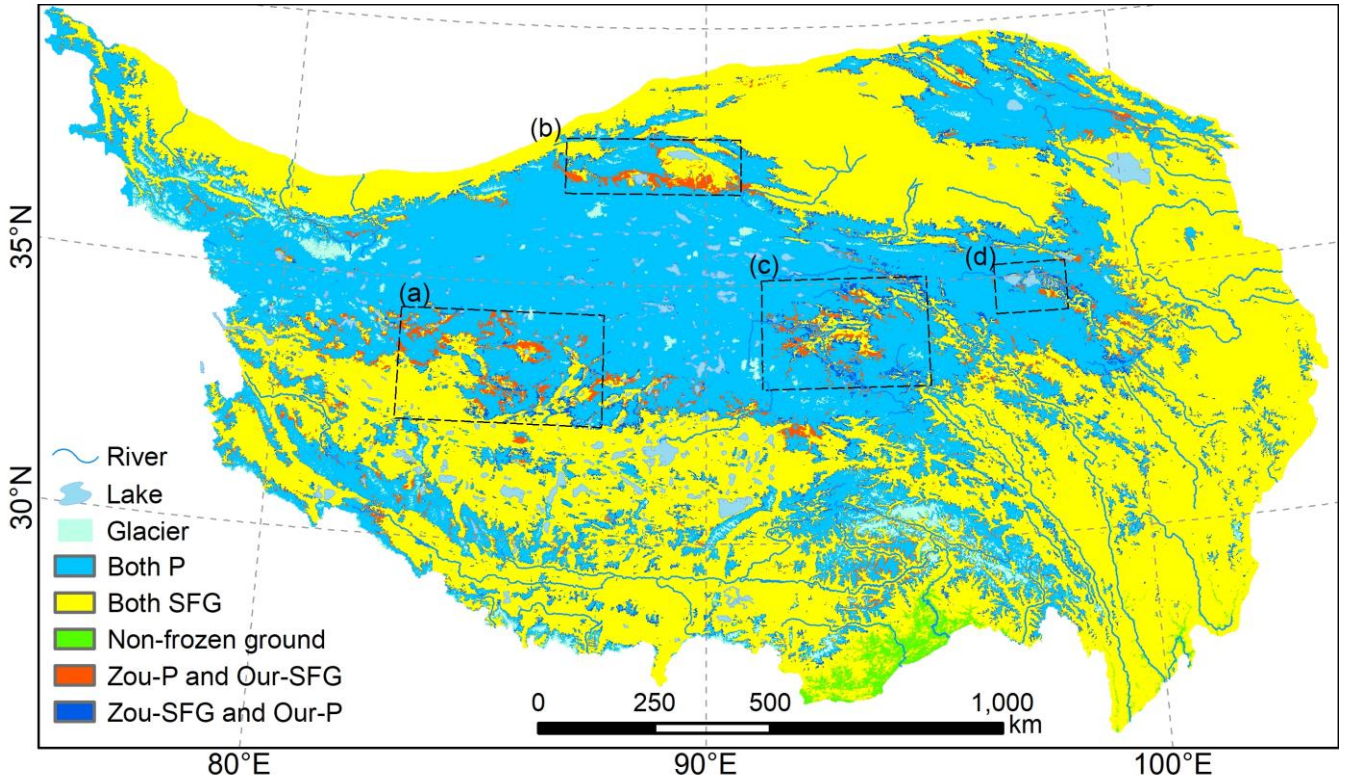 (b)
35°N
(d)
(c)
(a)
30°N
River
Lake
Glacier
Both P
Both SFG
Non-frozen ground
Zou-P and Our-SFG
Zou-SFG and Our-P
0 250 500 1,000
km
80°E 90°E 100°E